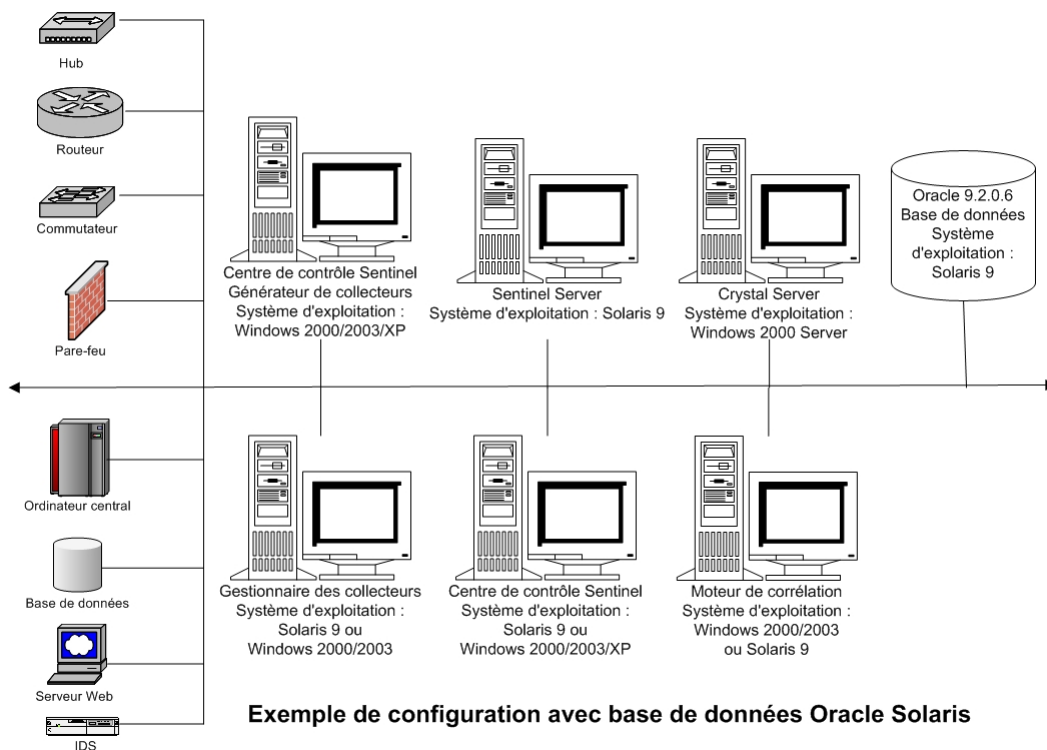 Hub
Routeur
Commutateur
Pare-feu
Ordinateur central
Base de données
Serveur Web
IDS
Centre de contrôle Sentinel
Générateur de collecteurs
Système d'exploitation :
Windows 2000/2003/XP
Sentinel Server
Système d'exploitation : Solaris 9
Crystal Server
Système d'exploitation :
Windows 2000 Server
Oracle 9.2.0.6
Base de données
Système
d'exploitation :
Solaris 9
Gestionnaire des collecteurs
Système d'exploitation :
Solaris 9 ou
Windows 2000/2003
Centre de contrôle Sentinel
Système d'exploitation :
Solaris 9 ou
Windows 2000/2003/XP
Moteur de corrélation
Système d'exploitation :
Windows 2000/2003
ou Solaris 9
Exemple de configuration avec base de données Oracle Solaris